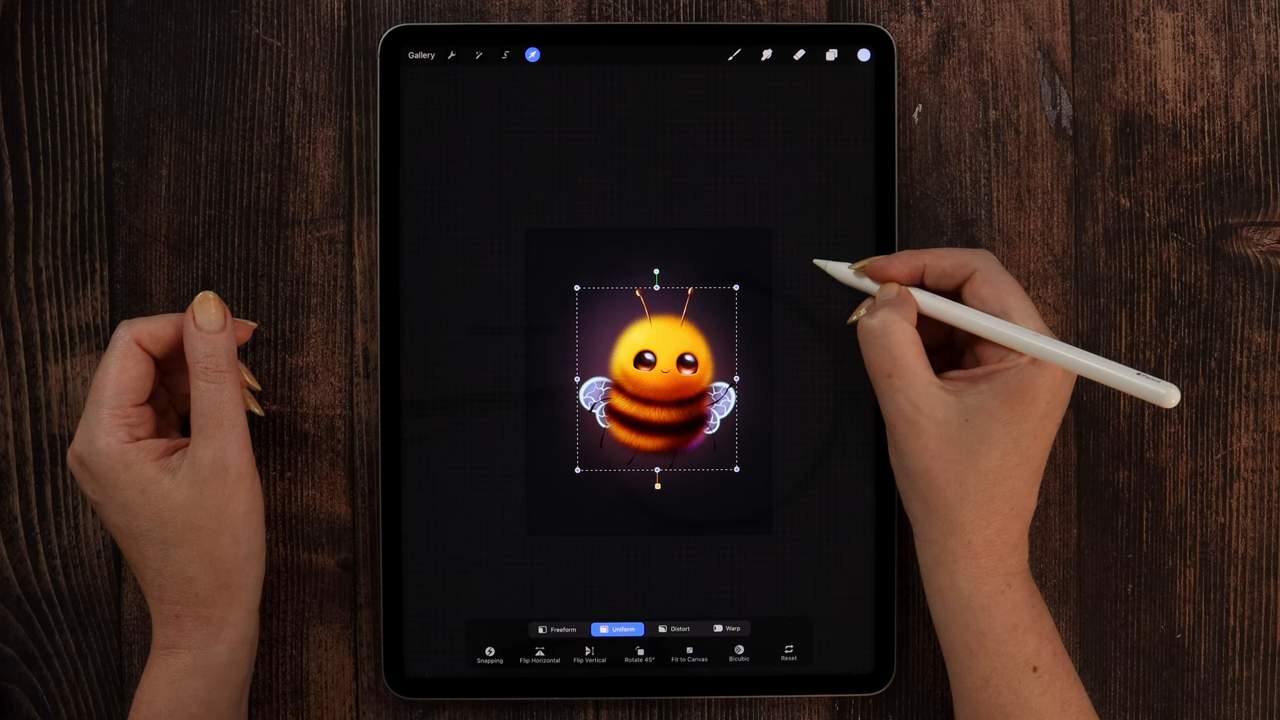 Gallery
Freeform Uniform Distort Warp
Snapping Flip Horizontal Flip Vertical Rotate 45° Fit to Canvas Bicubic Reset